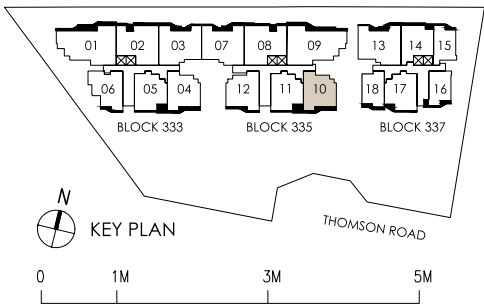 01 02 03 07 08 09 13 14 15
06 05 04 12 11 10 18 17 16
BLOCK 333 BLOCK 335 BLOCK 337
THOMSON ROAD
N
KEY PLAN
0 1M 3M 5M